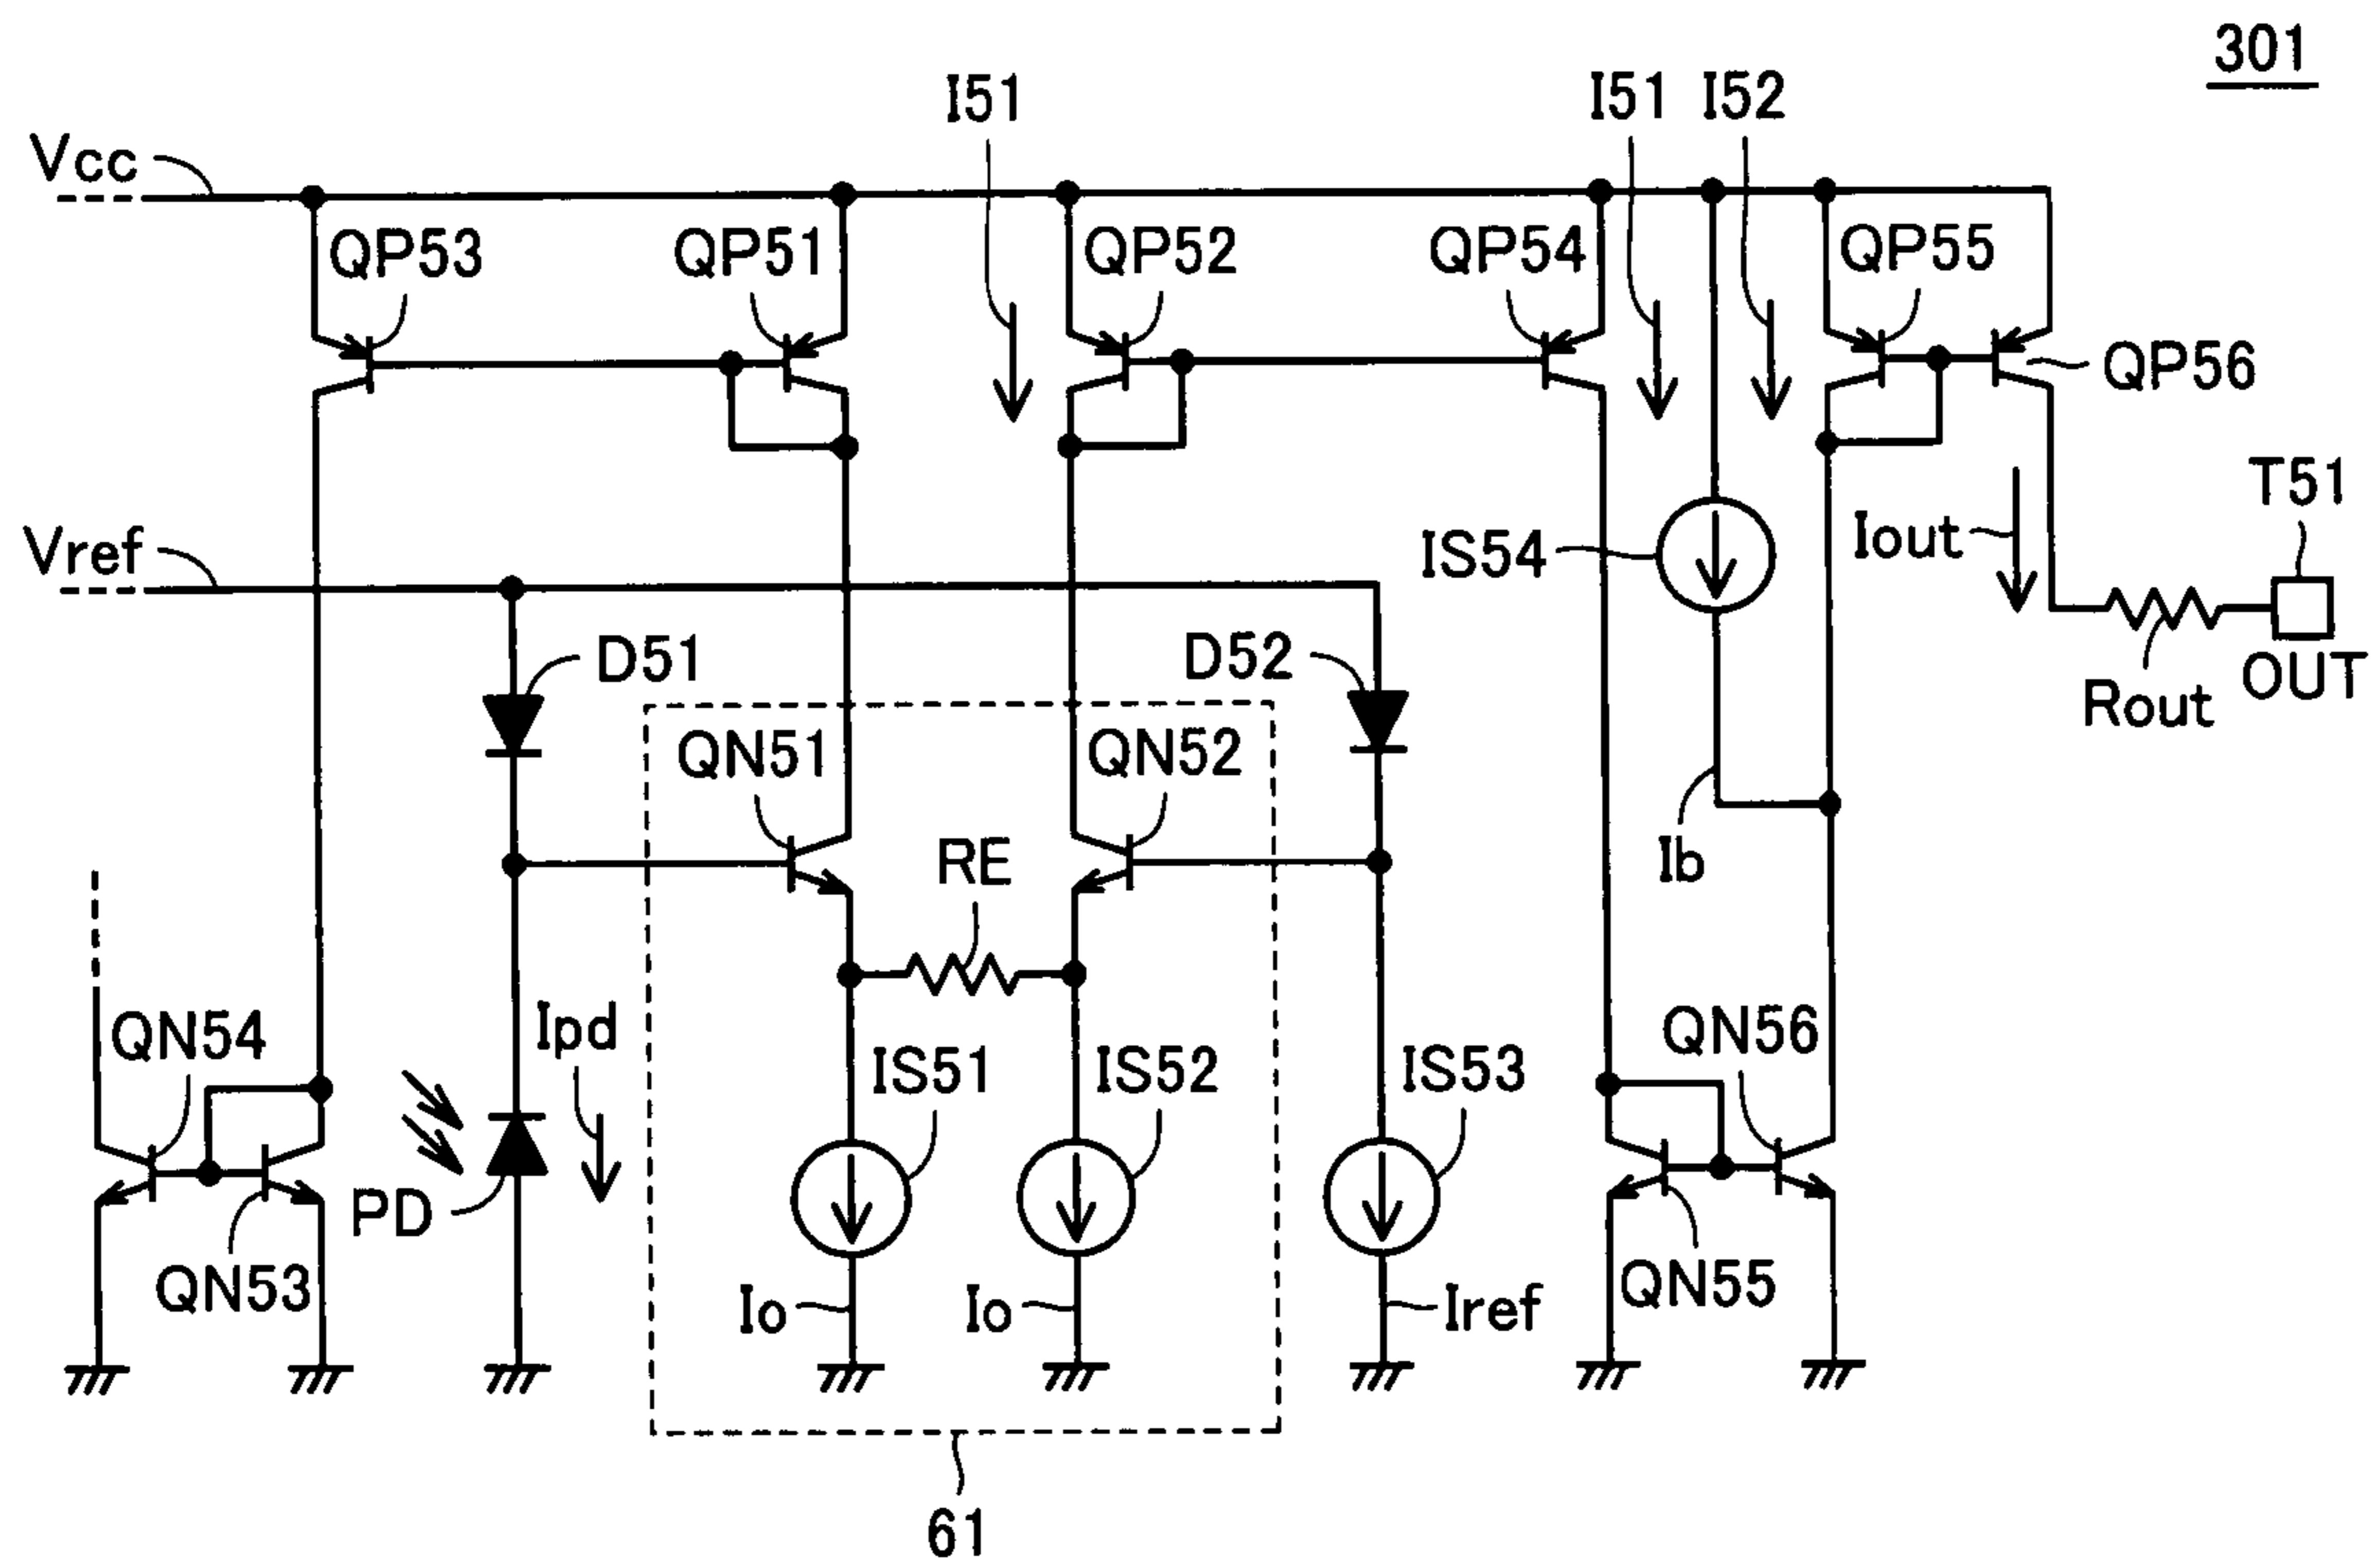 301
I51
I51
I52
Vcc
QP53
QP51
QP52
QP54
QP55
QP56
T51
Vref
IS54
Iout
D51
D52
OUT
Rout
QN51
QN52
RE
Ib
QN54
Ipd
QN56
IS51
IS52
IS53
PD
QN53
QN55
Io
Io
Iref
61